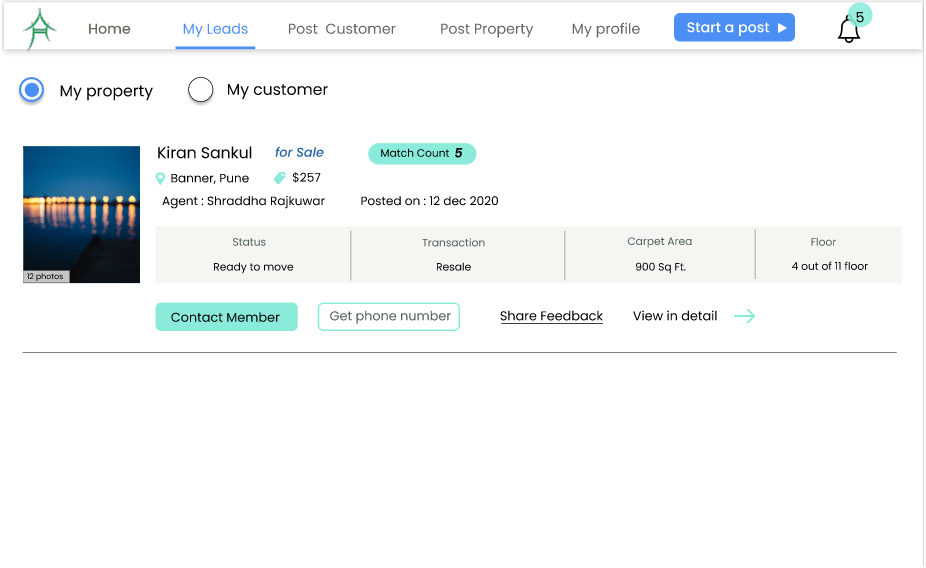 Home My Leads Post Customer Post Property My profile Start a post 5
My property My customer
Kiran Sankul for Sale Match Count 5
Banner, Pune $257
Agent : Shraddha Rajkuwar Posted on : 12 dec 2020
Status Transaction Carpet Area Floor
Ready to move Resale 900 Sq Ft. 4 out of 11 floor
12 photos
Contact Member Get phone number Share Feedback View in detail